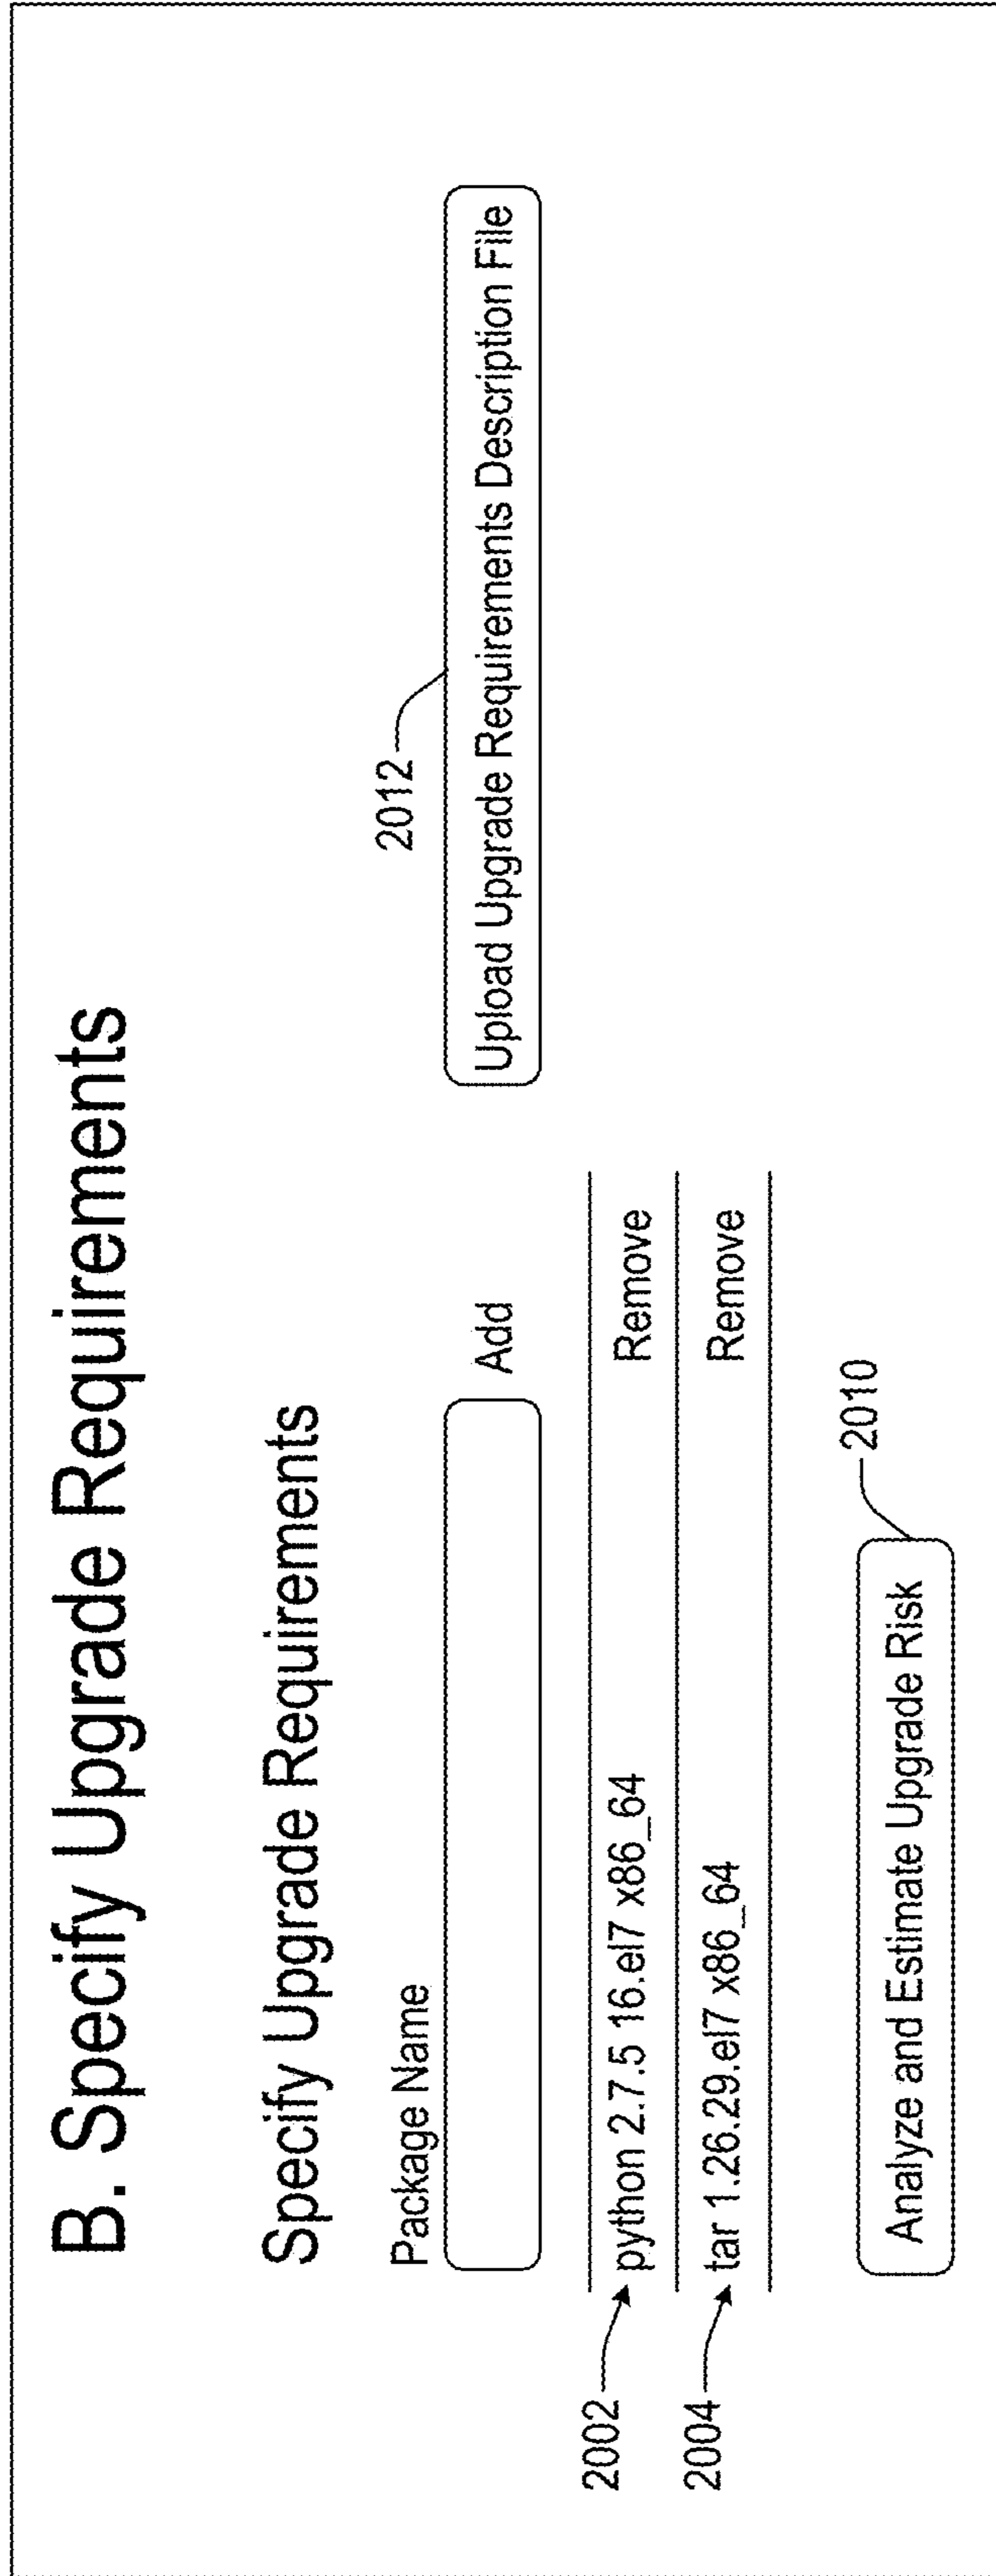 B. Specify Upgrade Requirements
Specify Upgrade Requirements
Package Name
2012
Add
Upload Upgrade Requirements Description File
2002
python 2.7.5 16.el7 x86_64
Remove
2004
tar 1.26.29.el7 x86_64
Remove
2010
Analyze and Estimate Upgrade Risk